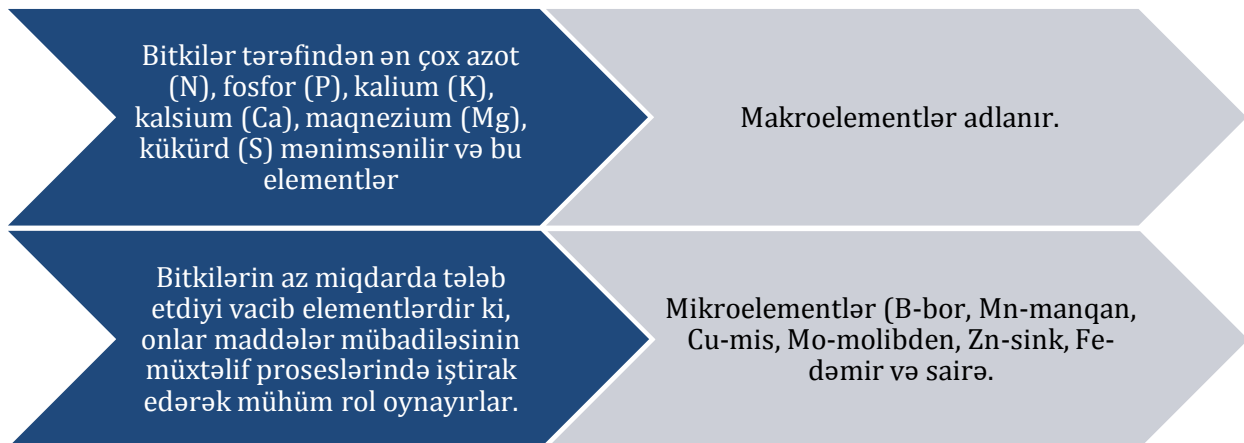 Bitkilər tərəfindən ən çox azot
(N), fosfor (P), kalium (K),
kalsium (Ca), maqnezium (Mg),
kükürd (S) mənimsənilir və bu
elementlər
Makroelementlər adlanır.
Bitkilərin az miqdarda tələb
etdiyi vacib elementlərdir ki,
onlar maddələr mübadiləsinin
müxtəlif proseslərində iştirak
edərək mühüm rol oynayırlar.
Mikroelementlər (B-bor, Mn-manqan,
Cu-mis, Mo-molibden, Zn-sink, Fe-
dəmir və sairə.